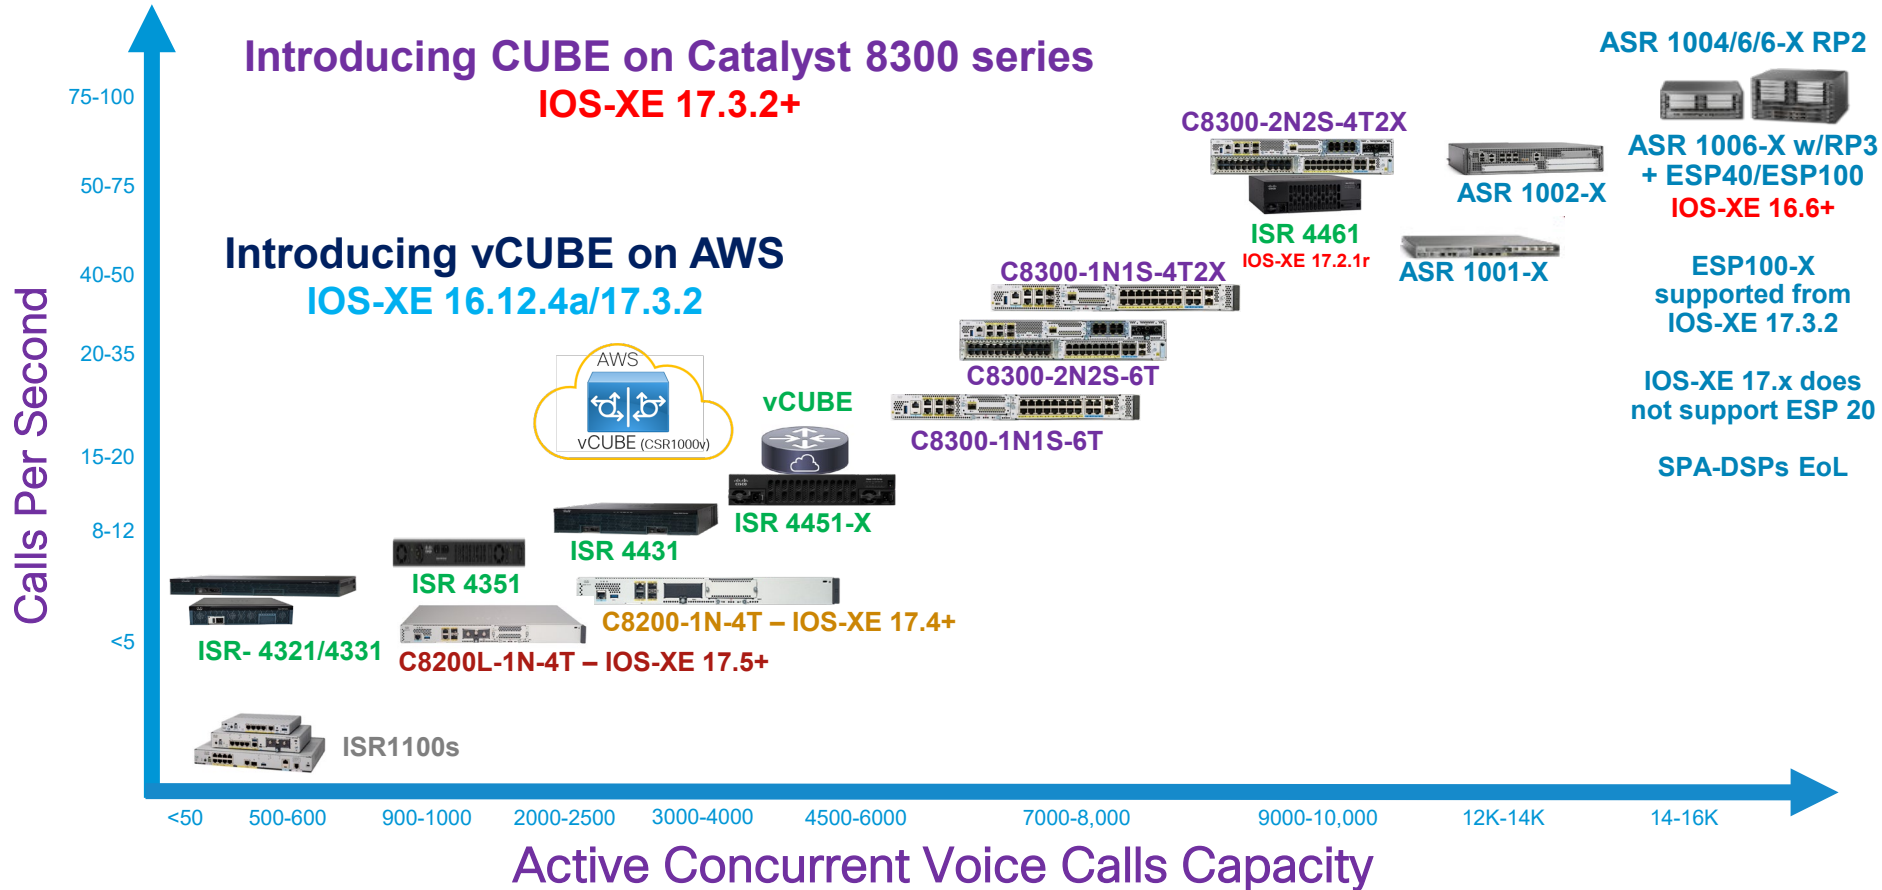 Introducing CUBE on Catalyst 8300 series
IOS-XE 17.3.2+
Introducing vCUBE on AWS
IOS-XE 16.12.4a/17.3.2
Calls Per Second
75-100
50-75
40-50
20-35
15-20
8-12
<5
AWS
vCUBE (CSR1000v)
vCUBE
ISR 4451-X
ISR 4431
ISR 4351
ISR- 4321/4331
C8200-1N-4T – IOS-XE 17.4+
C8200L-1N-4T – IOS-XE 17.5+
ISR1100s
C8300-2N2S-4T2X
ISR 4461
IOS-XE 17.2.1r
C8300-1N1S-4T2X
C8300-2N2S-6T
C8300-1N1S-6T
ASR 1002-X
ASR 1001-X
ASR 1004/6/6-X RP2
ASR 1006-X w/RP3
+ ESP40/ESP100
IOS-XE 16.6+
ESP100-X
supported from
IOS-XE 17.3.2
IOS-XE 17.x does
not support ESP 20
SPA-DSPs EoL
<50
500-600
900-1000
2000-2500
3000-4000
4500-6000
7000-8,000
9000-10,000
12K-14K
14-16K
Active Concurrent Voice Calls Capacity